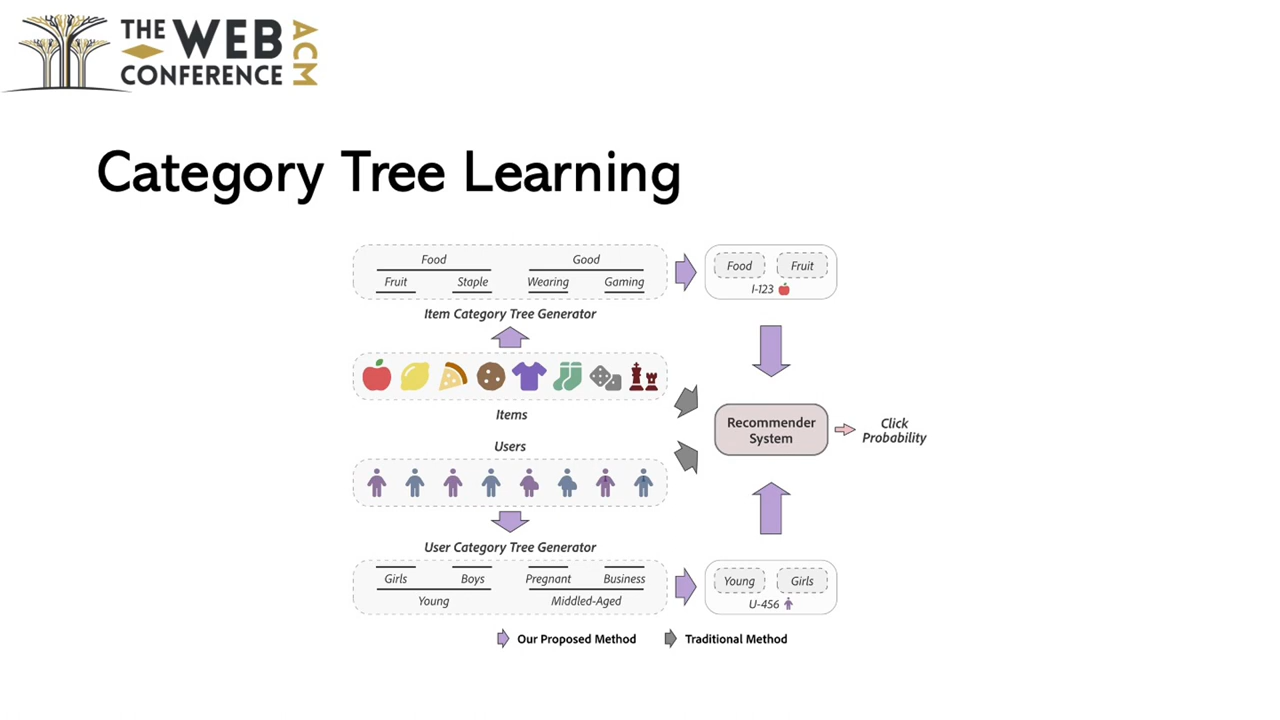 THE WEB
CONFERENCE
ACM
Category Tree Learning
Food Good
Fruit Staple Wearing Gaming
Item Category Tree Generator
Food Fruit
I-123
Items
Users
Recommender
System
Click
Probability
User Category Tree Generator
Girls Boys Pregnant Business
Young Middled-Aged
Young Girls
U-456
Our Proposed Method Traditional Method